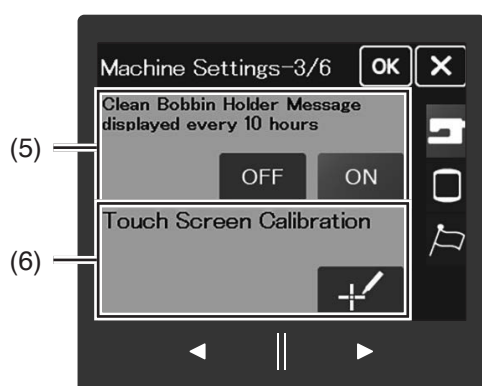 Machine Settings-3/6 OK X
Clean Bobbin Holder Message
displayed every 10 hours
(5)
OFF ON
Touch Screen Calibration
(6)